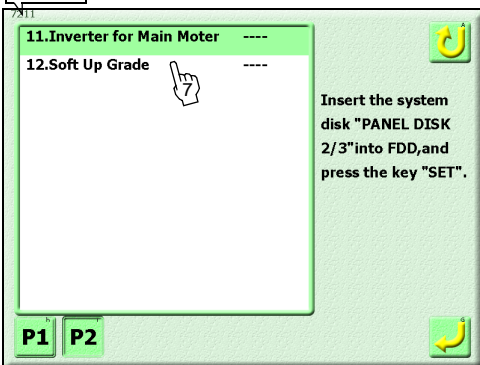 7211
11.Inverter for Main Moter ----
12.Soft Up Grade ----
7
A
Insert the system
disk "PANEL DISK
2/3"into FDD,and
press the key "SET".
P1 h
P2 r
G